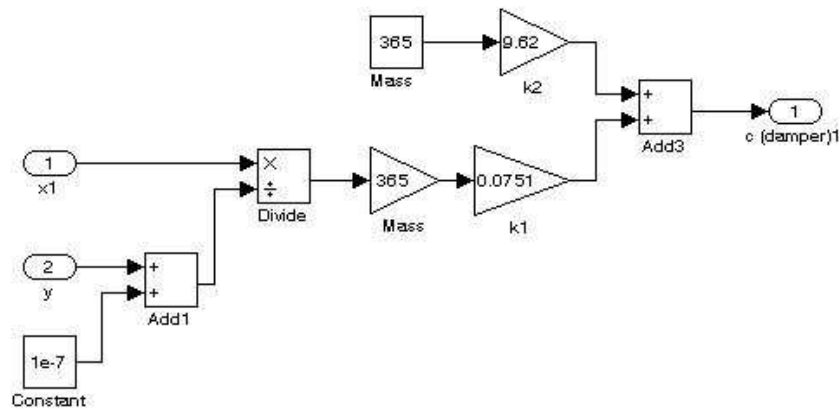 365
Mass
9.62
k2
+
+
Add3
1
c (damper)1
1
x1
×
÷
Divide
365
Mass
0.0751
k1
2
y
+
+
Add1
1e-7
Constant